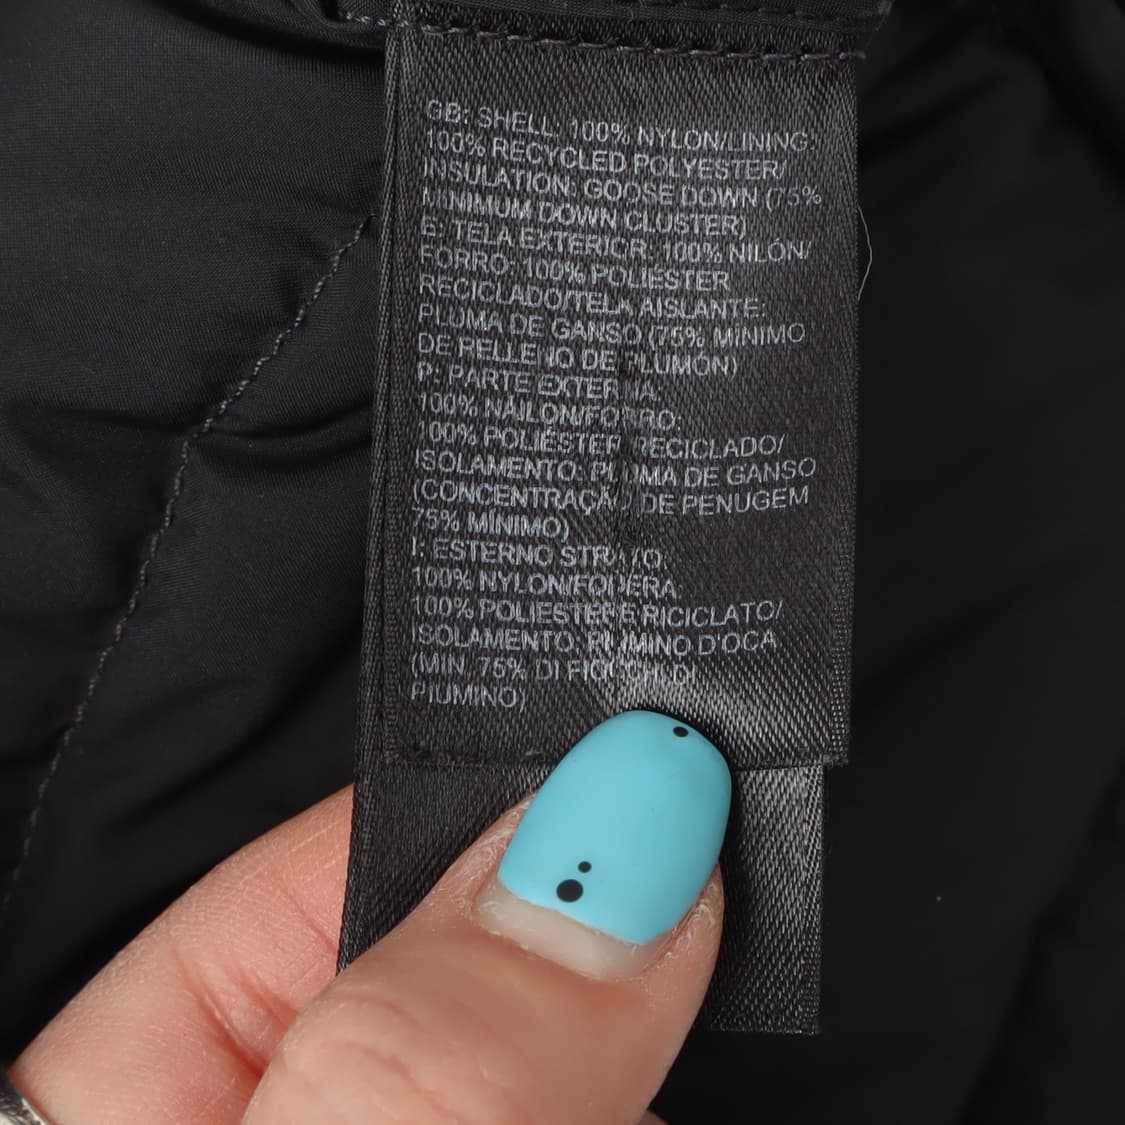 GB: SHELL: 100% NYLON/LINING:
100% RECYCLED POLYESTER/
INSULATION: GOOSE DOWN (75%
MINIMUM DOWN CLUSTER)
E: TELA EXTERIOR: 100% NILÓN/
FORRO: 100% POLIÉSTER
RECICLADO/TELA AISLANTE:
PLUMA DE GANSO (75% MÍNIMO
DE RELLENO DE PLUMÓN)
P: PARTE EXTERNA:
100% NÁILON/FORRO:
100% POLIÉSTER RECICLADO/
ISOLAMENTO: PLUMA DE GANSO
(CONCENTRAÇÃO DE PENUGEM
75% MÍNIMO)
I: ESTERNO STRATO:
100% NYLON/FODERA
100% POLIESTERE RICICLATO/
ISOLAMENTO: PIUMINO D'OCA
(MIN. 75% DI FIOCCHI DI
PIUMINO)